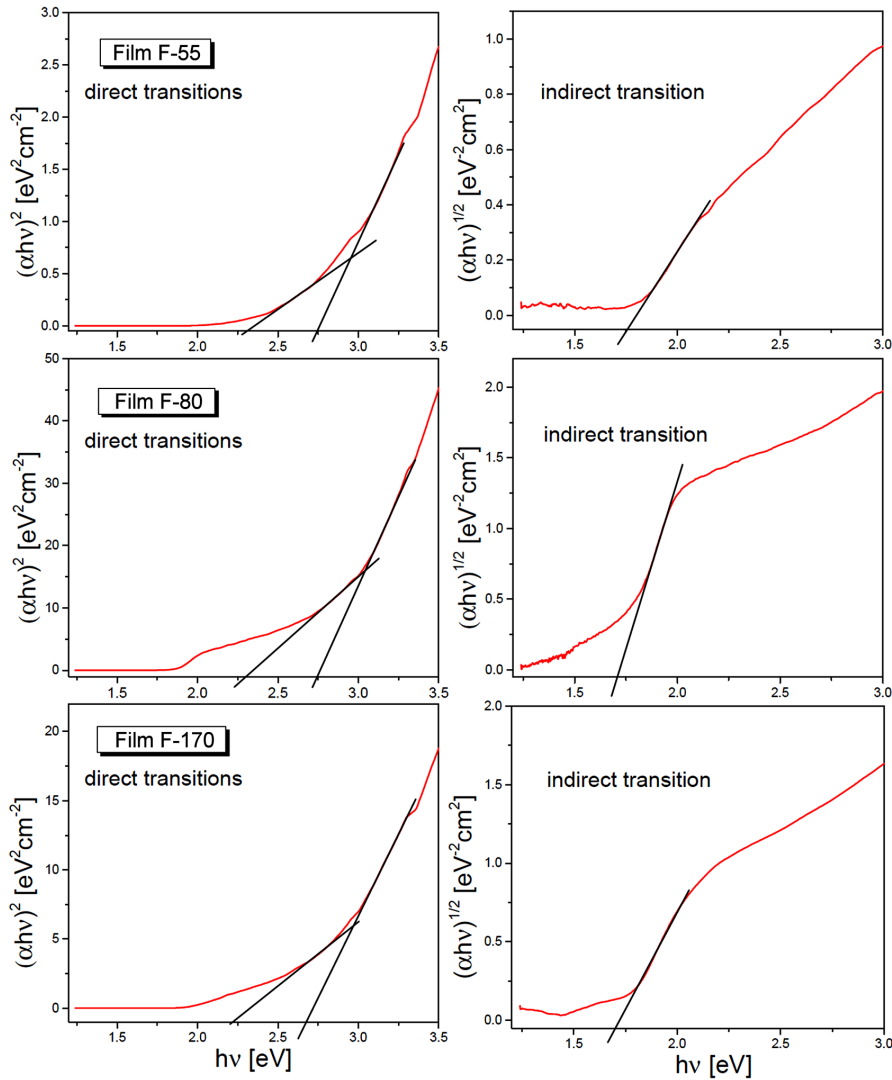 Film F-55
direct transitions
(αhν)² [eV²cm⁻²]
3.0
2.5
2.0
1.5
1.0
0.5
0.0
1.5 2.0 2.5 3.0 3.5
indirect transition
(αhν)^1/2 [eV⁻²cm²]
1.0
0.8
0.6
0.4
0.2
0.0
1.5 2.0 2.5 3.0
Film F-80
direct transitions
(αhν)² [eV²cm⁻²]
50
40
30
20
10
0
1.5 2.0 2.5 3.0 3.5
indirect transition
(αhν)^1/2 [eV⁻²cm²]
2.0
1.5
1.0
0.5
0.0
1.5 2.0 2.5 3.0
Film F-170
direct transitions
(αhν)² [eV²cm⁻²]
20
15
10
5
0
1.5 2.0 2.5 3.0 3.5
hν [eV]
indirect transition
(αhν)^1/2 [eV⁻²cm²]
2.0
1.5
1.0
0.5
0.0
1.5 2.0 2.5 3.0
hν [eV]